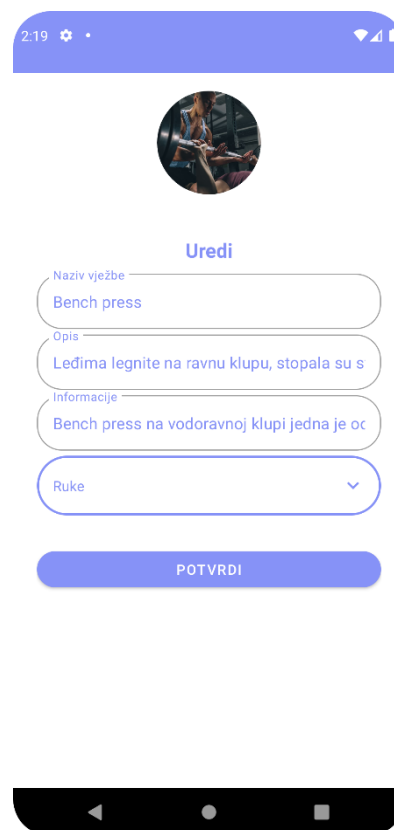 2:19
Uredi
Naziv vježbe
Bench press
Opis
Leđima legnite na ravnu klupu, stopala su s
Informacije
Bench press na vodoravnoj klupi jedna je
Ruke
POTVRDI